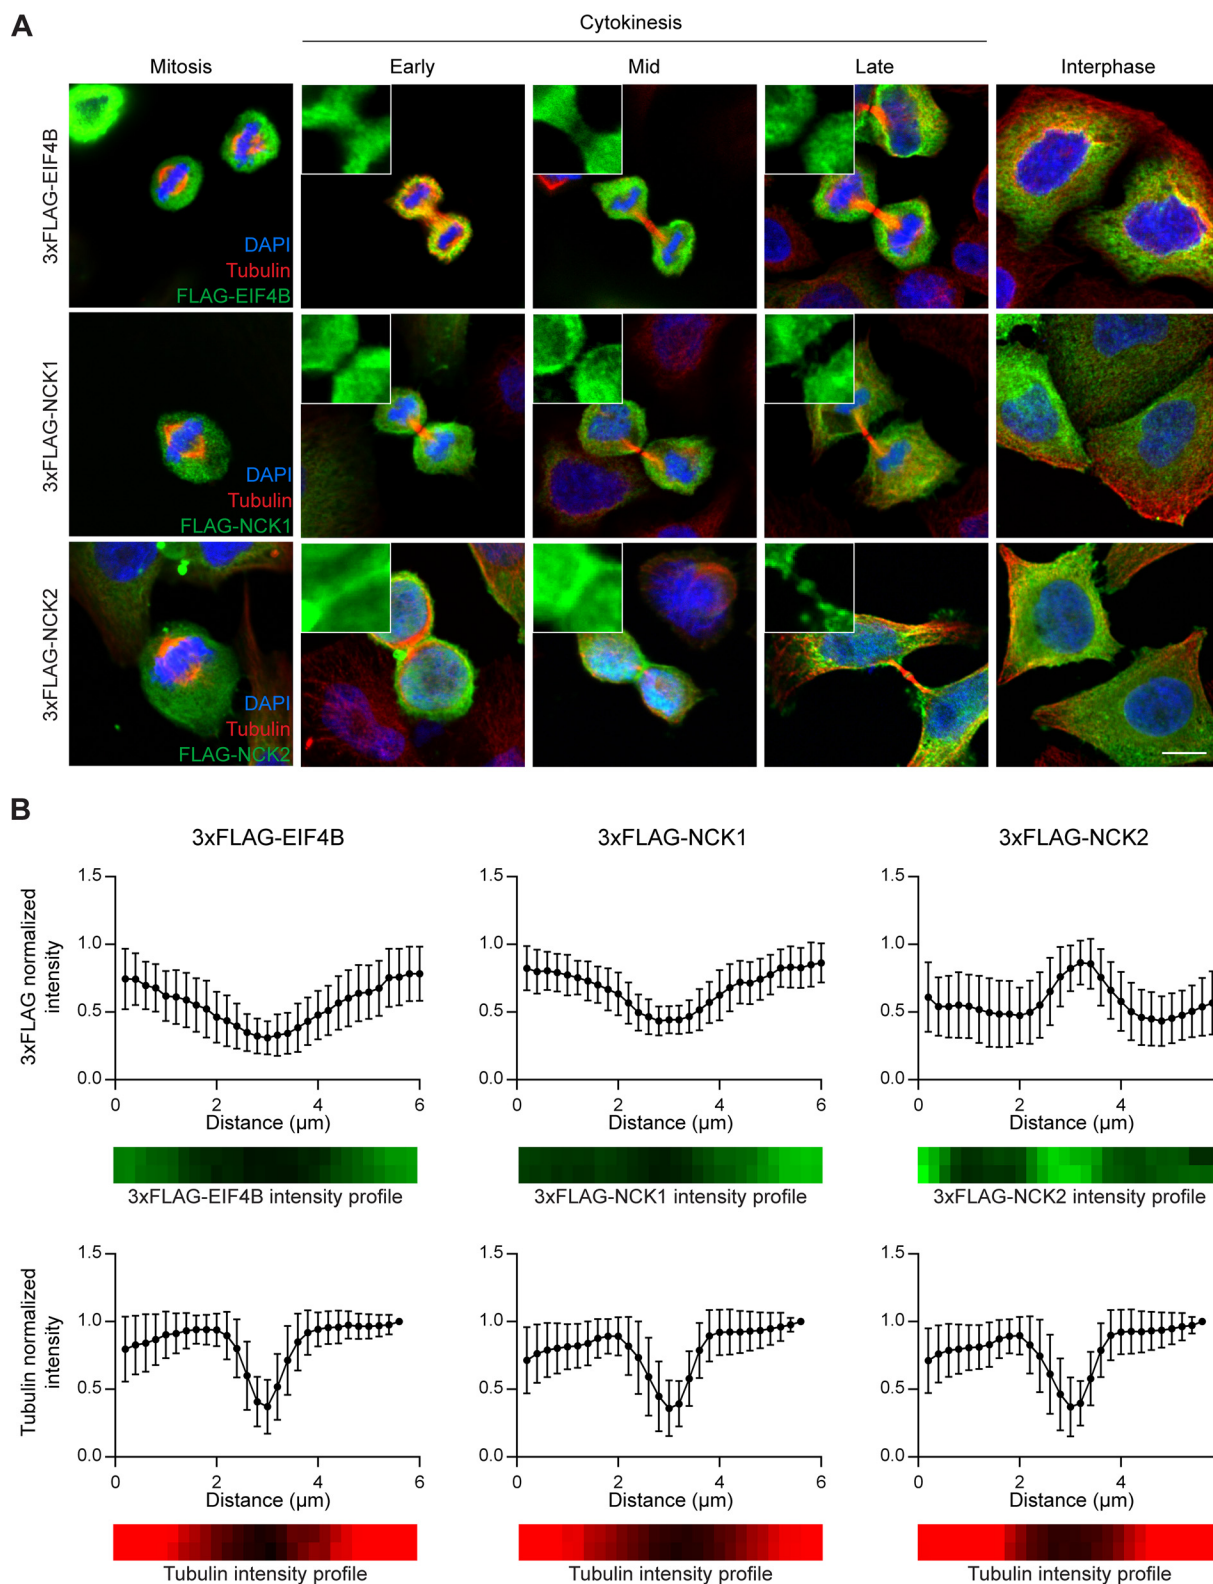 A
Cytokinesis
Mitosis Early Mid Late Interphase
3xFLAG-EIF4B
DAPI
Tubulin
FLAG-EIF4B
3xFLAG-NCK1
DAPI
Tubulin
FLAG-NCK1
3xFLAG-NCK2
DAPI
Tubulin
FLAG-NCK2
B
3xFLAG-EIF4B 3xFLAG-NCK1 3xFLAG-NCK2
3xFLAG normalized
intensity
1.5 1.5 1.5
1.0 1.0 1.0
0.5 0.5 0.5
0.0 0.0 0.0
0 2 4 6 0 2 4 6 0 2 4
Distance (µm) Distance (µm) Distance (µm)
3xFLAG-EIF4B intensity profile 3xFLAG-NCK1 intensity profile 3xFLAG-NCK2 intensity profile
Tubulin normalized
intensity
1.5 1.5 1.5
1.0 1.0 1.0
0.5 0.5 0.5
0.0 0.0 0.0
0 2 4 6 0 2 4 6 0 2 4
Distance (µm) Distance (µm) Distance (µm)
Tubulin intensity profile Tubulin intensity profile Tubulin intensity profile